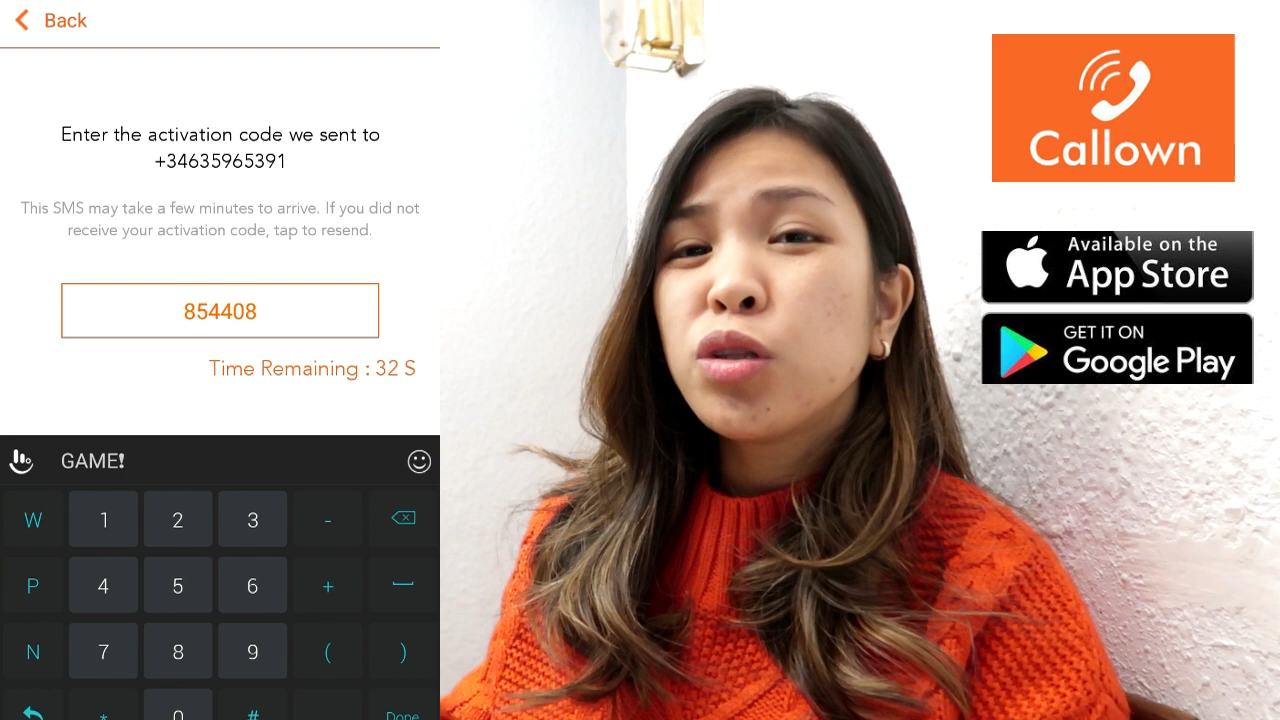 Back
Enter the activation code we sent to
+34635965391
This SMS may take a few minutes to arrive. If you did not
receive your activation code, tap to resend.
854408
Time Remaining : 32 S
GAME!
W 1 2 3 -
P 4 5 6 +
N 7 8 9 ( )
* 0 # Done
Callown
Available on the
App Store
GET IT ON
Google Play